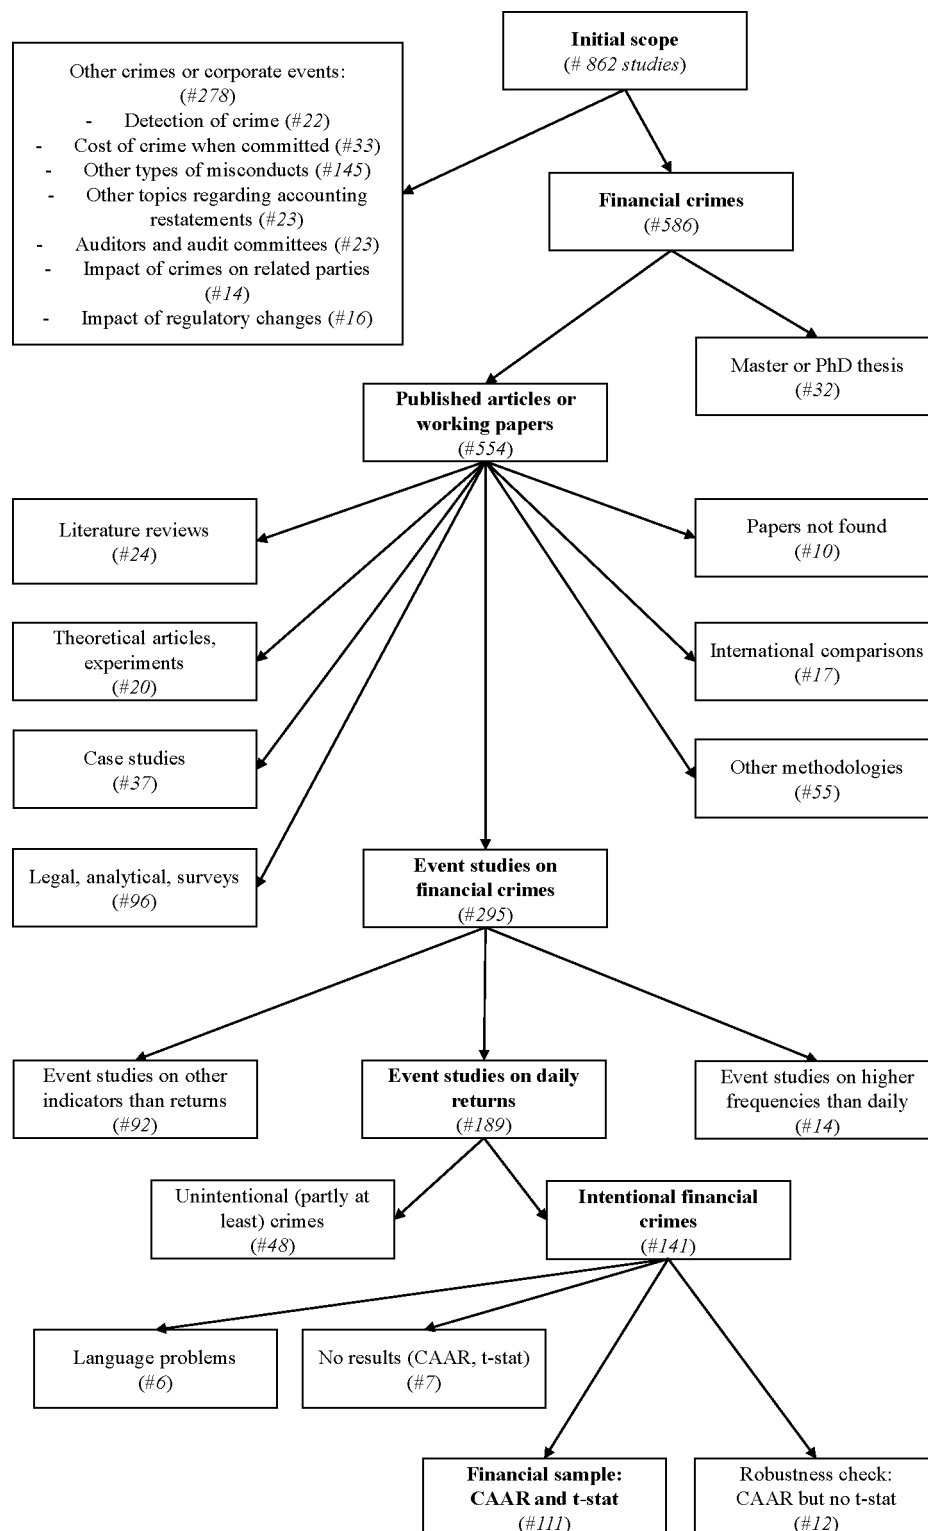 Initial scope
(# 862 studies)
Other crimes or corporate events:
(#278)
- Detection of crime (#22)
- Cost of crime when committed (#33)
- Other types of misconducts (#145)
- Other topics regarding accounting
restatements (#23)
- Auditors and audit committees (#23)
- Impact of crimes on related parties
(#14)
- Impact of regulatory changes (#16)
Financial crimes
(#586)
Master or PhD thesis
(#32)
Published articles or
working papers
(#554)
Literature reviews
(#24)
Papers not found
(#10)
Theoretical articles,
experiments
(#20)
International comparisons
(#17)
Case studies
(#37)
Other methodologies
(#55)
Legal, analytical, surveys
(#96)
Event studies on
financial crimes
(#295)
Event studies on other
indicators than returns
(#92)
Event studies on daily
returns
(#189)
Event studies on higher
frequencies than daily
(#14)
Unintentional (partly at
least) crimes
(#48)
Intentional financial
crimes
(#141)
Language problems
(#6)
No results (CAAR, t-stat)
(#7)
Financial sample:
CAAR and t-stat
(#111)
Robustness check:
CAAR but no t-stat
(#12)